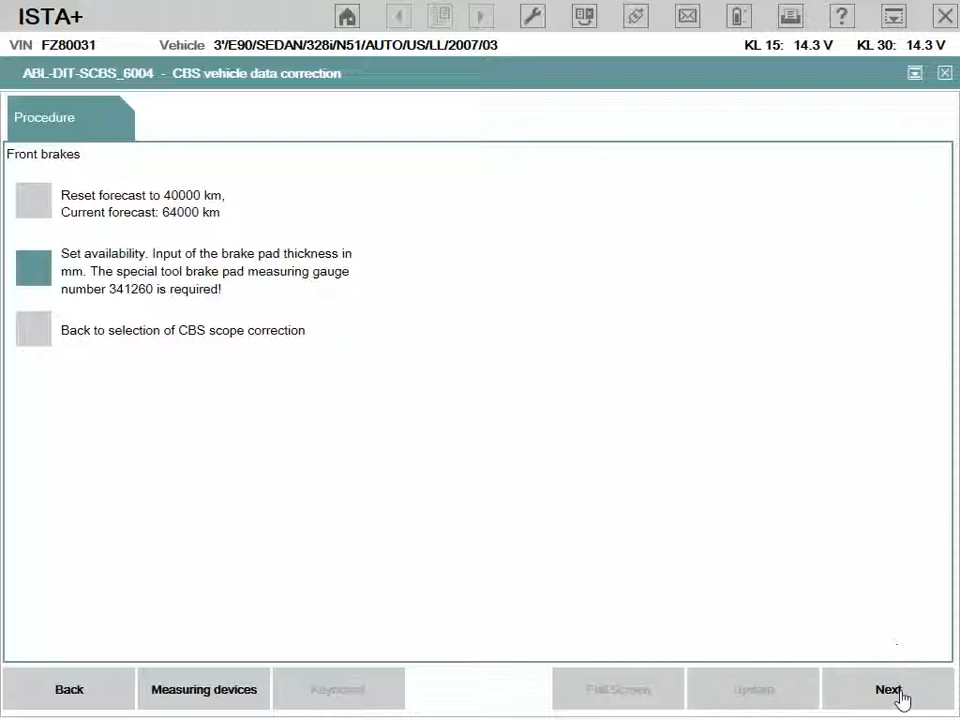 ISTA+
VIN FZ80031 Vehicle 3'/E90/SEDAN/328i/N51/AUTO/US/LL/2007/03 KL 15: 14.3 V KL 30: 14.3 V
ABL-DIT-SCBS_6004 - CBS vehicle data correction
Procedure
Front brakes
Reset forecast to 40000 km,
Current forecast: 64000 km
Set availability. Input of the brake pad thickness in
mm. The special tool brake pad measuring gauge
number 341260 is required!
Back to selection of CBS scope correction
Back Measuring devices Keyboard Full Screen Update Next